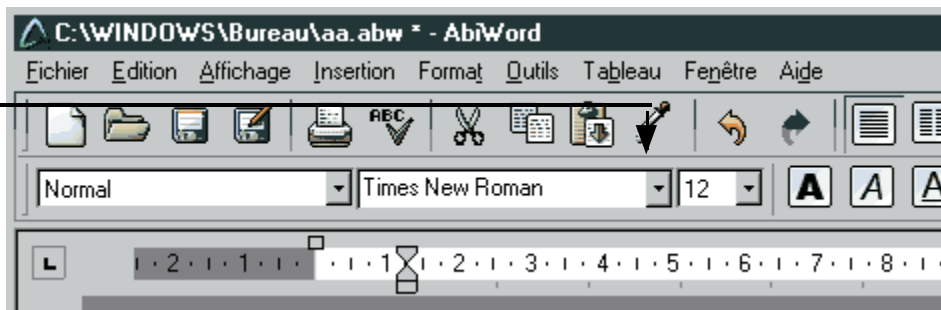 C:\WINDOWS\Bureau\aa.abw * - AbiWord
Fichier Edition Affichage Insertion Format Outils Tableau Fenêtre Aide
ABC
Normal Times New Roman 12 A A A
2 1 1 2 3 4 5 6 7 8